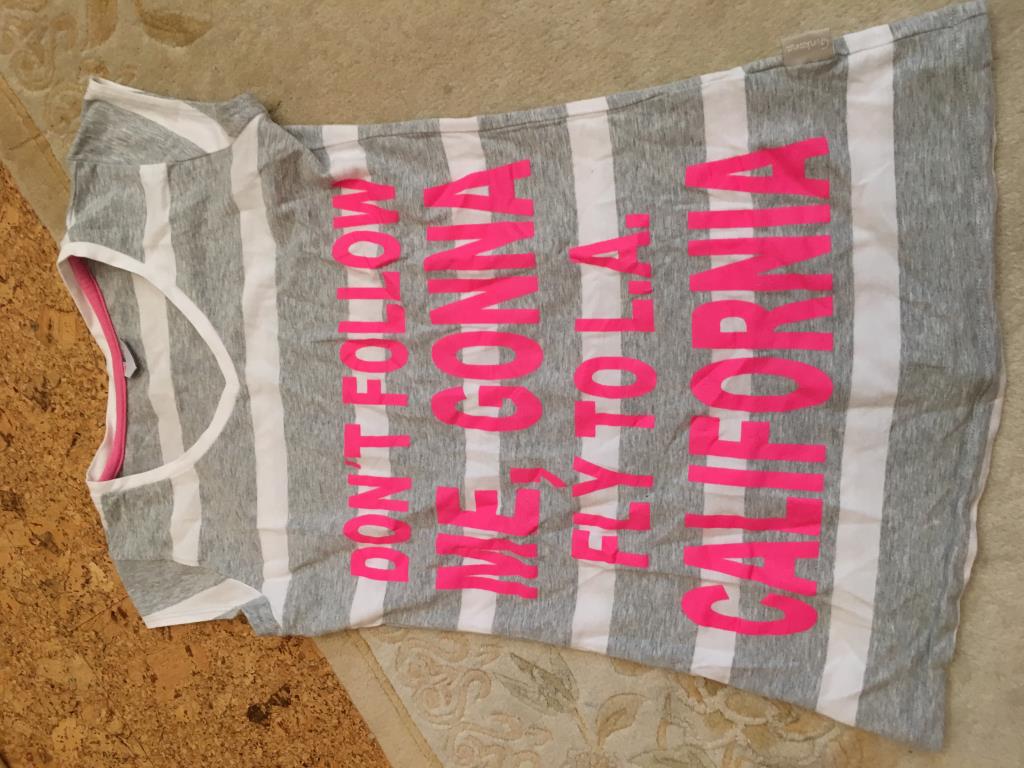 DON'T FOLLOW
ME, GONNA
FLY TO L.A.
CALIFORNIA